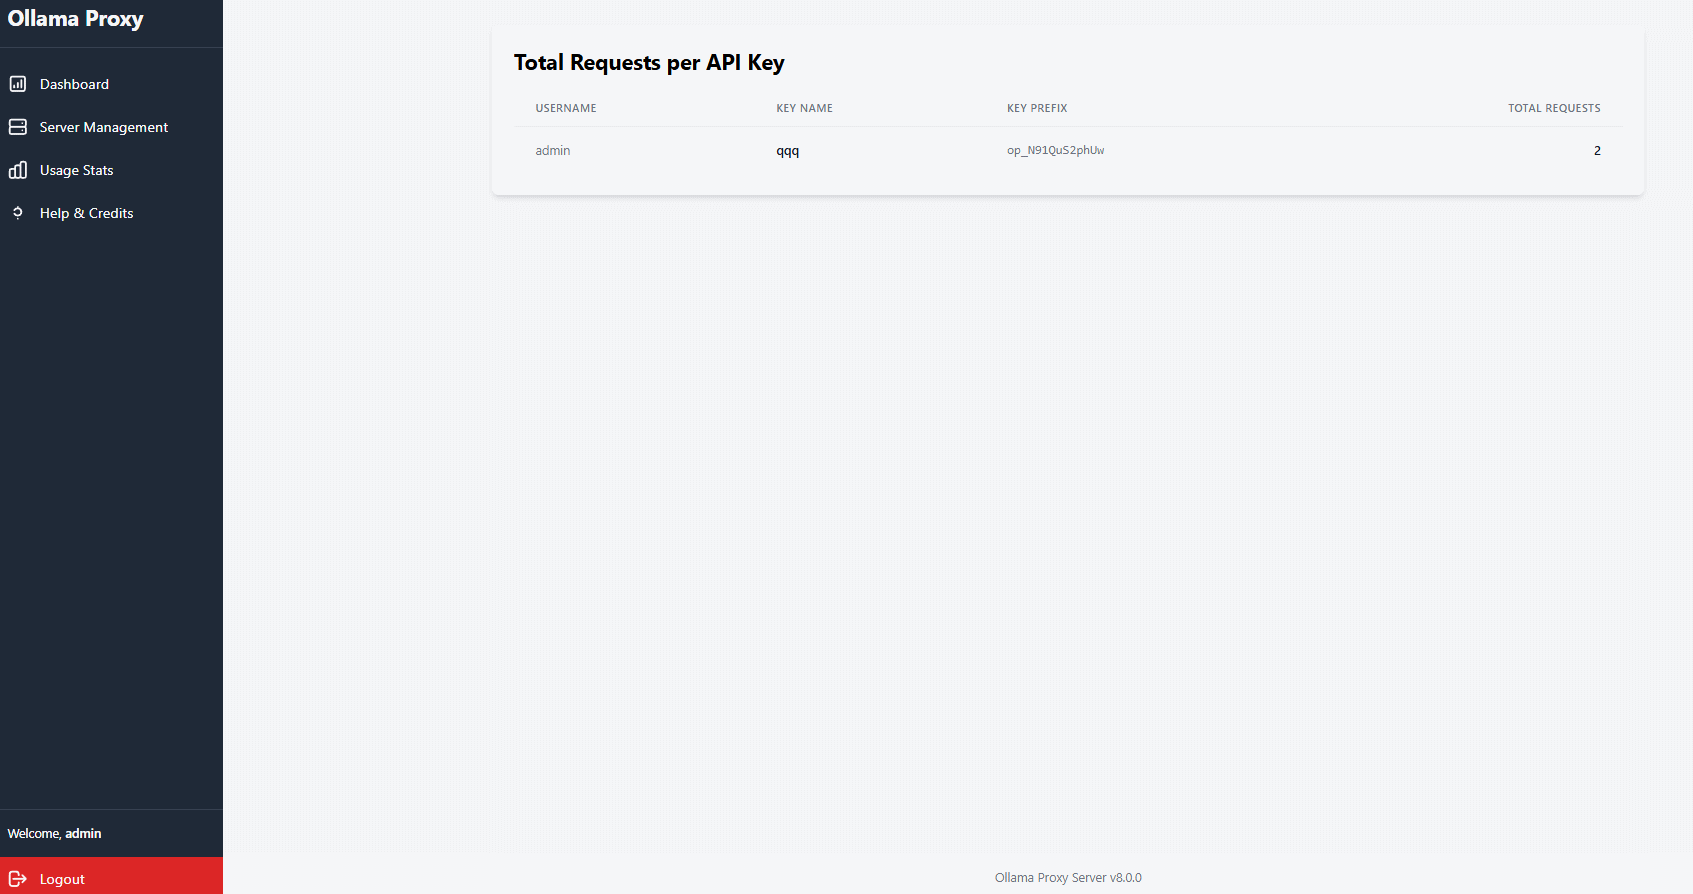 Ollama Proxy
Dashboard
Server Management
Usage Stats
Help & Credits
Welcome, admin
Logout
Total Requests per API Key
USERNAME KEY NAME KEY PREFIX TOTAL REQUESTS
admin qqq op_N91QuS2phUw 2
Ollama Proxy Server v8.0.0